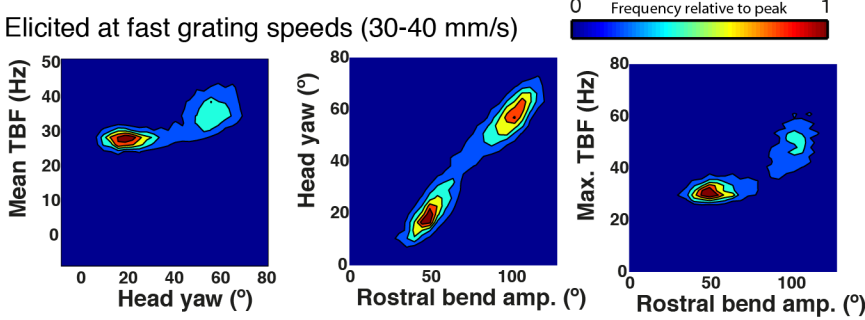 0 Frequency relative to peak 1
Elicited at fast grating speeds (30-40 mm/s)
Mean TBF (Hz)
50
40
30
20
10
0
0 20 40 60 80
Head yaw (º)
Head yaw (º)
80
60
40
20
0
0 50 100
Rostral bend amp. (º)
Max. TBF (Hz)
80
60
40
20
0
0 50 100
Rostral bend amp. (º)